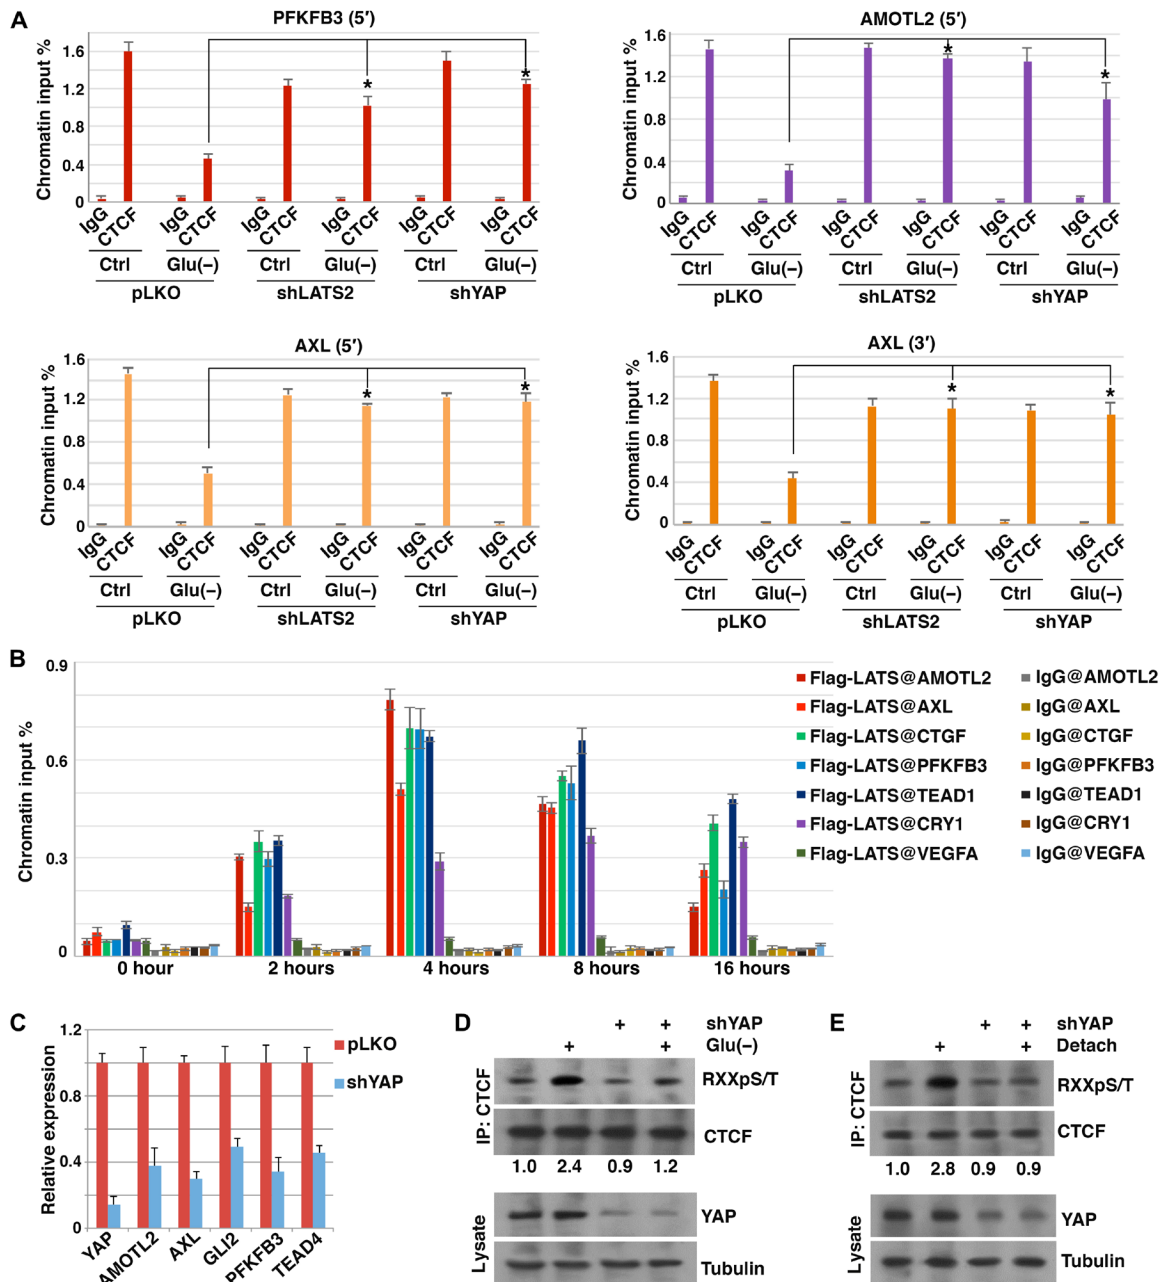 A
PFKFB3 (5′)
Chromatin input %
1.6
1.2
0.8
0.4
0
* *
IgG CTCF IgG CTCF IgG CTCF IgG CTCF IgG CTCF IgG CTCF
Ctrl Glu(−) Ctrl Glu(−) Ctrl Glu(−)
pLKO shLATS2 shYAP
AMOTL2 (5′)
Chromatin input %
1.6
1.2
0.8
0.4
0
* *
IgG CTCF IgG CTCF IgG CTCF IgG CTCF IgG CTCF IgG CTCF
Ctrl Glu(−) Ctrl Glu(−) Ctrl Glu(−)
pLKO shLATS2 shYAP
AXL (5′)
Chromatin input %
1.6
1.2
0.8
0.4
0
* *
IgG CTCF IgG CTCF IgG CTCF IgG CTCF IgG CTCF IgG CTCF
Ctrl Glu(−) Ctrl Glu(−) Ctrl Glu(−)
pLKO shLATS2 shYAP
AXL (3′)
Chromatin input %
1.6
1.2
0.8
0.4
0
* *
IgG CTCF IgG CTCF IgG CTCF IgG CTCF IgG CTCF IgG CTCF
Ctrl Glu(−) Ctrl Glu(−) Ctrl Glu(−)
pLKO shLATS2 shYAP
B
Chromatin input %
0.9
0.6
0.3
0
0 hour 2 hours 4 hours 8 hours 16 hours
Flag-LATS@AMOTL2 IgG@AMOTL2
Flag-LATS@AXL IgG@AXL
Flag-LATS@CTGF IgG@CTGF
Flag-LATS@PFKFB3 IgG@PFKFB3
Flag-LATS@TEAD1 IgG@TEAD1
Flag-LATS@CRY1 IgG@CRY1
Flag-LATS@VEGFA IgG@VEGFA
C
Relative expression
1.2
0.8
0.4
0
pLKO
shYAP
YAP AMOTL2 AXL GLI2 PFKFB3 TEAD4
D
+ + shYAP
+ + Glu(−)
IP: CTCF
RXXpS/T
CTCF
1.0 2.4 0.9 1.2
Lysate
YAP
Tubulin
E
+ + shYAP
+ + Detach
IP: CTCF
RXXpS/T
CTCF
1.0 2.8 0.9 0.9
Lysate
YAP
Tubulin